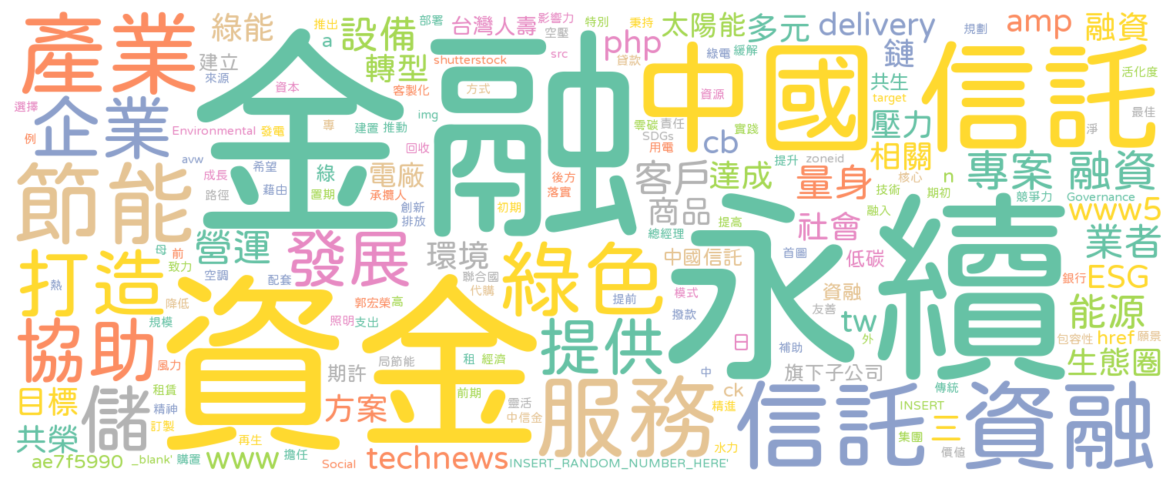 金融
永續
資金
中國信託
信託資融
產業
企業
節能
打造
協助
儲
服務
提供
綠色
發展
綠能
設備
轉型
建立
推出
部署
a
台灣人壽
影響力
空壓
特別
秉持
src
shutterstock
php
太陽能
多元
delivery
規劃
amp
融資
綠電
緩解
貸款
鏈
共生
target
活化度
最佳
淨
壓力
相關
核心
專案 融資
來源
資本
客製化
方式
資源
選擇
例
Environmental
發電
專
建置
推動
img
回收
零碳
責任
SDGs
用電
實踐
cb
avw
希望
成長
路徑
藉由
綠
置期
電廠
承攬人
創新
排放
初期
後方
落實
客戶
達成
商品
總經理
提高
提升
zoneid
量身
技術
n
期初
競爭力
Governance
www5
業者
融入
社會
低碳
首圖
中國信託
資融
友善
模式
提前
撥款
tw
外
日
補助
銀行
ESG
能源
包容性
href
願景
生態圈
營運
母
前
致力
熱
空調
配套
降低
規模
郭宏榮
高
照明
支出
環境
聯合國
代購
風力
局節能
租
經濟
期許
前期
靈活
中信金
方案
目標
共榮
租賃
精神
訂製
再生
ae7f5990
_blank'
購置
www
擔任
Social
technews
INSERT_RANDOM_NUMBER_HERE'
中
旗下子公司
ck
精進
水力
傳統
INSERT
三
集團
價值